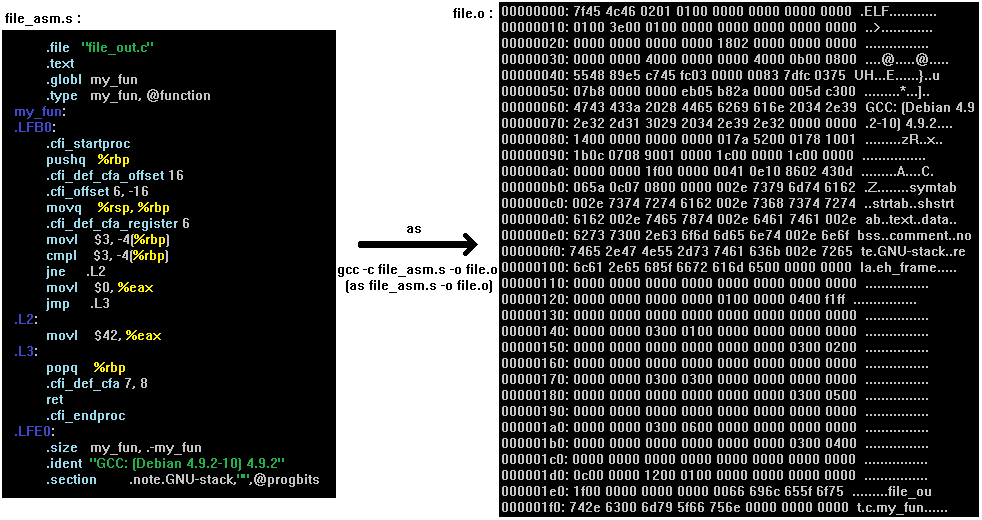 file_asm.s :
.file "file_out.c"
.text
.globl my_fun
.type my_fun, @function
my_fun:
.LFB0:
.cfi_startproc
pushq %rbp
.cfi_def_cfa_offset 16
.cfi_offset 6, -16
movq %rsp, %rbp
.cfi_def_cfa_register 6
movl $3, -4(%rbp)
cmpl $3, -4(%rbp)
jne .L2
movl $0, %eax
jmp .L3
.L2:
movl $42, %eax
.L3:
popq %rbp
.cfi_def_cfa 7, 8
ret
.cfi_endproc
.LFE0:
.size my_fun, .-my_fun
.ident "GCC: (Debian 4.9.2-10) 4.9.2"
.section .note.GNU-stack,"",@progbits
as
gcc -c file_asm.s -o file.o
(as file_asm.s -o file.o)
file.o :
00000000: 7f45 4c46 0201 0100 0000 0000 0000 0000 .ELF............
00000010: 0100 3e00 0100 0000 0000 0000 0000 0000 ..>.............
00000020: 0000 0000 0000 0000 1802 0000 0000 0000 ................
00000030: 0000 0000 4000 0000 0000 4000 0b00 0800 ....@.....@.....
00000040: 5548 89e5 c745 fc03 0000 0083 7dfc 0375 UH...E......}..u
00000050: 07b8 0000 0000 eb05 b82a 0000 005d c300 .........*...]..
00000060: 4743 433a 2028 4465 6269 616e 2034 2e39 GCC: (Debian 4.9
00000070: 2e32 2d31 3029 2034 2e39 2e32 0000 0000 .2-10) 4.9.2....
00000080: 1400 0000 0000 0000 017a 5200 0178 1001 .........zR..x..
00000090: 1b0c 0708 9001 0000 1c00 0000 1c00 0000 ................
000000a0: 0000 0000 1f00 0000 0041 0e10 8602 430d .........A....C.
000000b0: 065a 0c07 0800 0000 002e 7379 6d74 6162 .Z........symtab
000000c0: 002e 7374 7274 6162 002e 7368 7374 7274 ..strtab..shstrt
000000d0: 6162 002e 7465 7874 002e 6461 7461 002e ab..text..data..
000000e0: 6273 7300 2e63 6f6d 6d65 6e74 002e 6e6f bss..comment..no
000000f0: 7465 2e47 4e55 2d73 7461 636b 002e 7265 te.GNU-stack..re
00000100: 6c61 2e65 685f 6672 616d 6500 0000 0000 la.eh_frame.....
00000110: 0000 0000 0000 0000 0000 0000 0000 0000 ................
00000120: 0000 0000 0000 0000 0100 0000 0400 f1ff ................
00000130: 0000 0000 0000 0000 0000 0000 0000 0000 ................
00000140: 0000 0000 0300 0100 0000 0000 0000 0000 ................
00000150: 0000 0000 0000 0000 0000 0000 0300 0200 ................
00000160: 0000 0000 0000 0000 0000 0000 0000 0000 ................
00000170: 0000 0000 0300 0300 0000 0000 0000 0000 ................
00000180: 0000 0000 0000 0000 0000 0000 0300 0500 ................
00000190: 0000 0000 0000 0000 0000 0000 0000 0000 ................
000001a0: 0000 0000 0300 0600 0000 0000 0000 0000 ................
000001b0: 0000 0000 0000 0000 0000 0000 0300 0400 ................
000001c0: 0000 0000 0000 0000 0000 0000 0000 0000 ................
000001d0: 0c00 0000 1200 0100 0000 0000 0000 0000 ................
000001e0: 1f00 0000 0000 0000 0066 696c 655f 6f75 .........file_ou
000001f0: 742e 6300 6d79 5f66 756e 0000 0000 0000 t.c.my_fun......